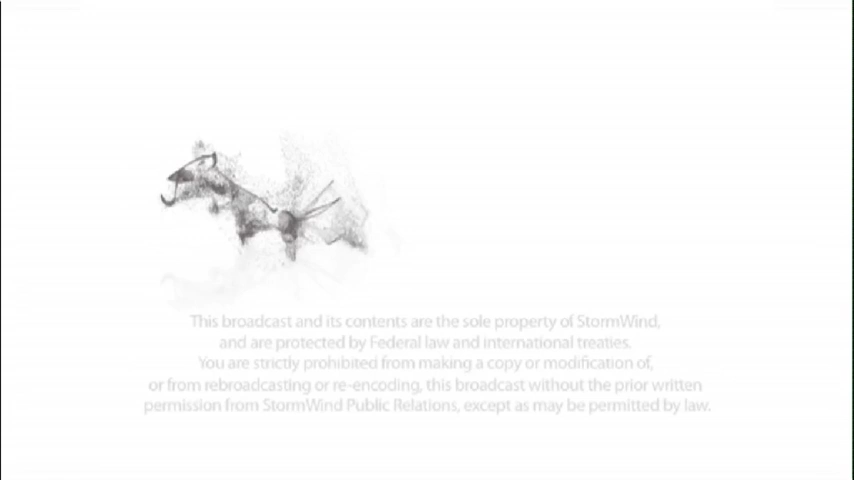 This broadcast and its contents are the sole property of StormWind,
and are protected by Federal law and international treaties.
You are strictly prohibited from making a copy or modification of,
or from rebroadcasting or re-encoding, this broadcast without the prior written
permission from StormWind Public Relations, except as may be permitted by law.